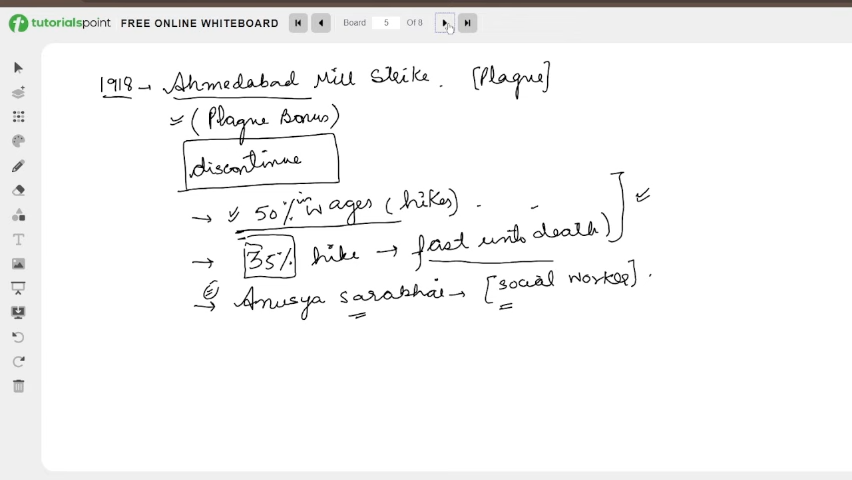 tutorialspoint FREE ONLINE WHITEBOARD Board 5 Of 8
1918 → Ahmedabad Mill Strike. [Plague]
(Plague Bonus)
discontinue
→ 50% in wages (hikes)
→ 35% hike → fast unto death)
→ Anusya sarabhai → [social worker].